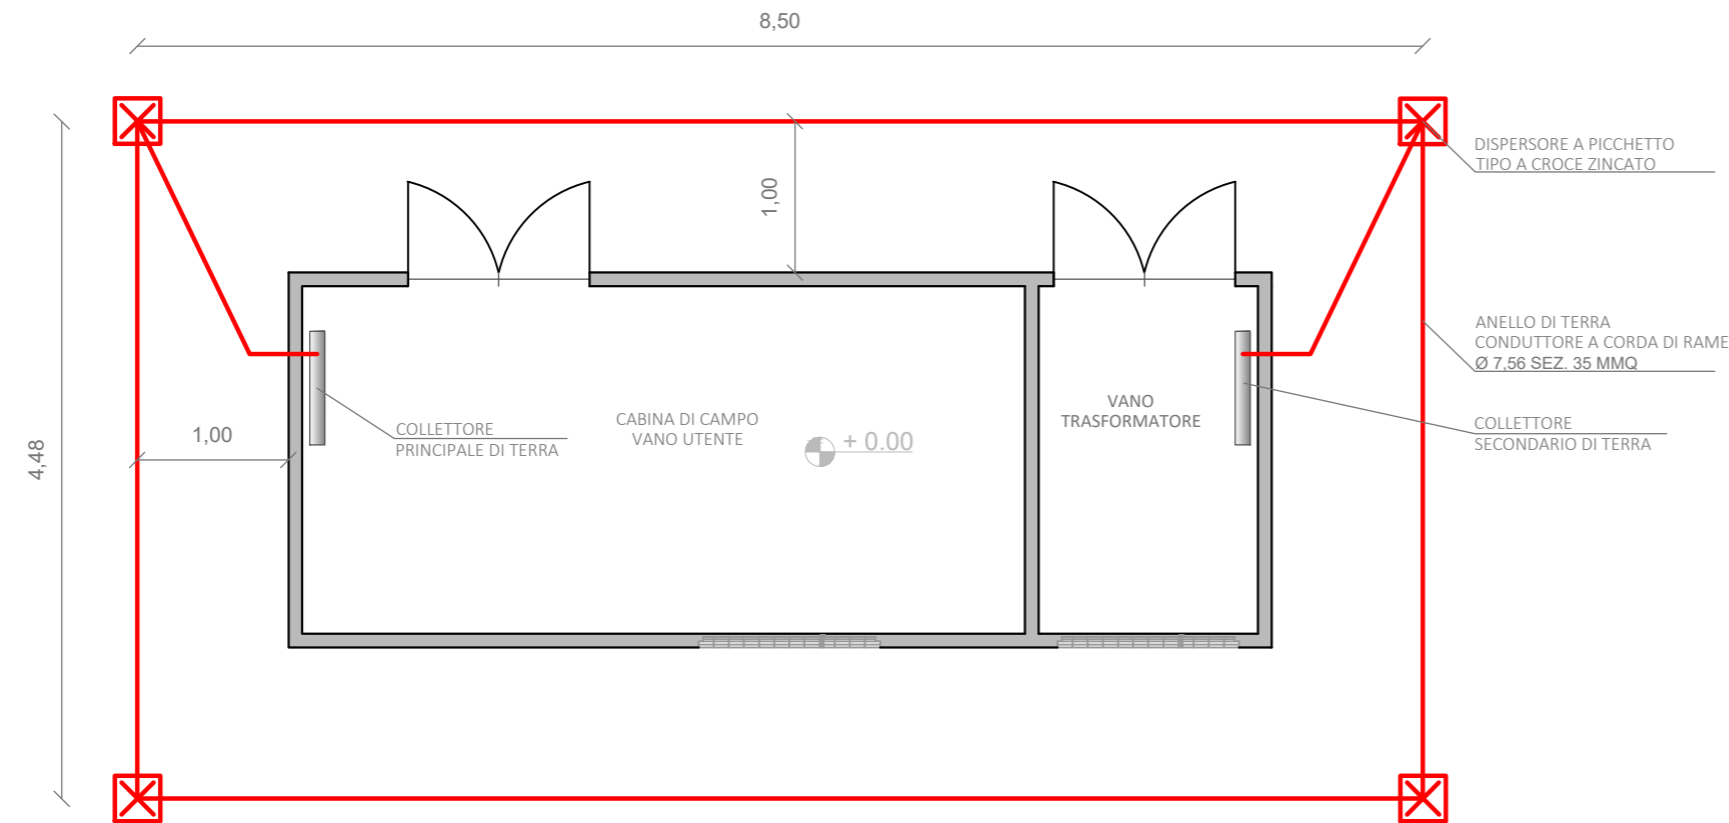 8,50
DISPERSORE A PICCHETTO
TIPO A CROCE ZINCATO
1,00
ANELLO DI TERRA
CONDUTTORE A CORDA DI RAME
Ø 7,56 SEZ. 35 MMQ
VANO
TRASFORMATORE
CABINA DI CAMPO
VANO UTENTE
+ 0.00
COLLETTORE
PRINCIPALE DI TERRA
1,00
4,48
COLLETTORE
SECONDARIO DI TERRA